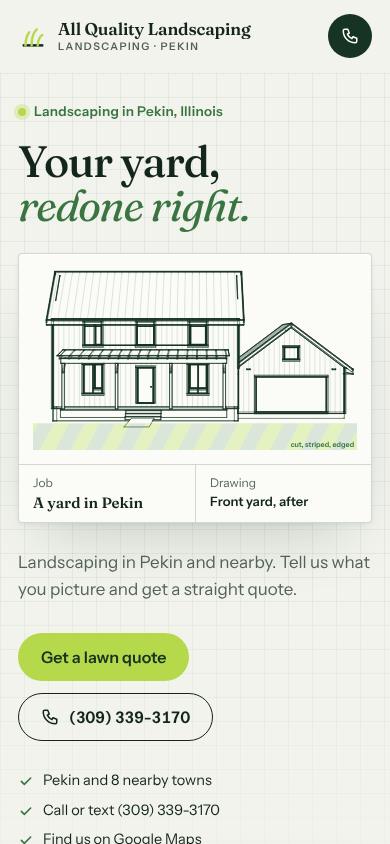 All Quality Landscaping
LANDSCAPING · PEKIN
Landscaping in Pekin, Illinois
Your yard,
redone right.
cut, striped, edged
Job
A yard in Pekin
Drawing
Front yard, after
Landscaping in Pekin and nearby. Tell us what
you picture and get a straight quote.
Get a lawn quote
(309) 339-3170
Pekin and 8 nearby towns
Call or text (309) 339-3170
Find us on Google Maps